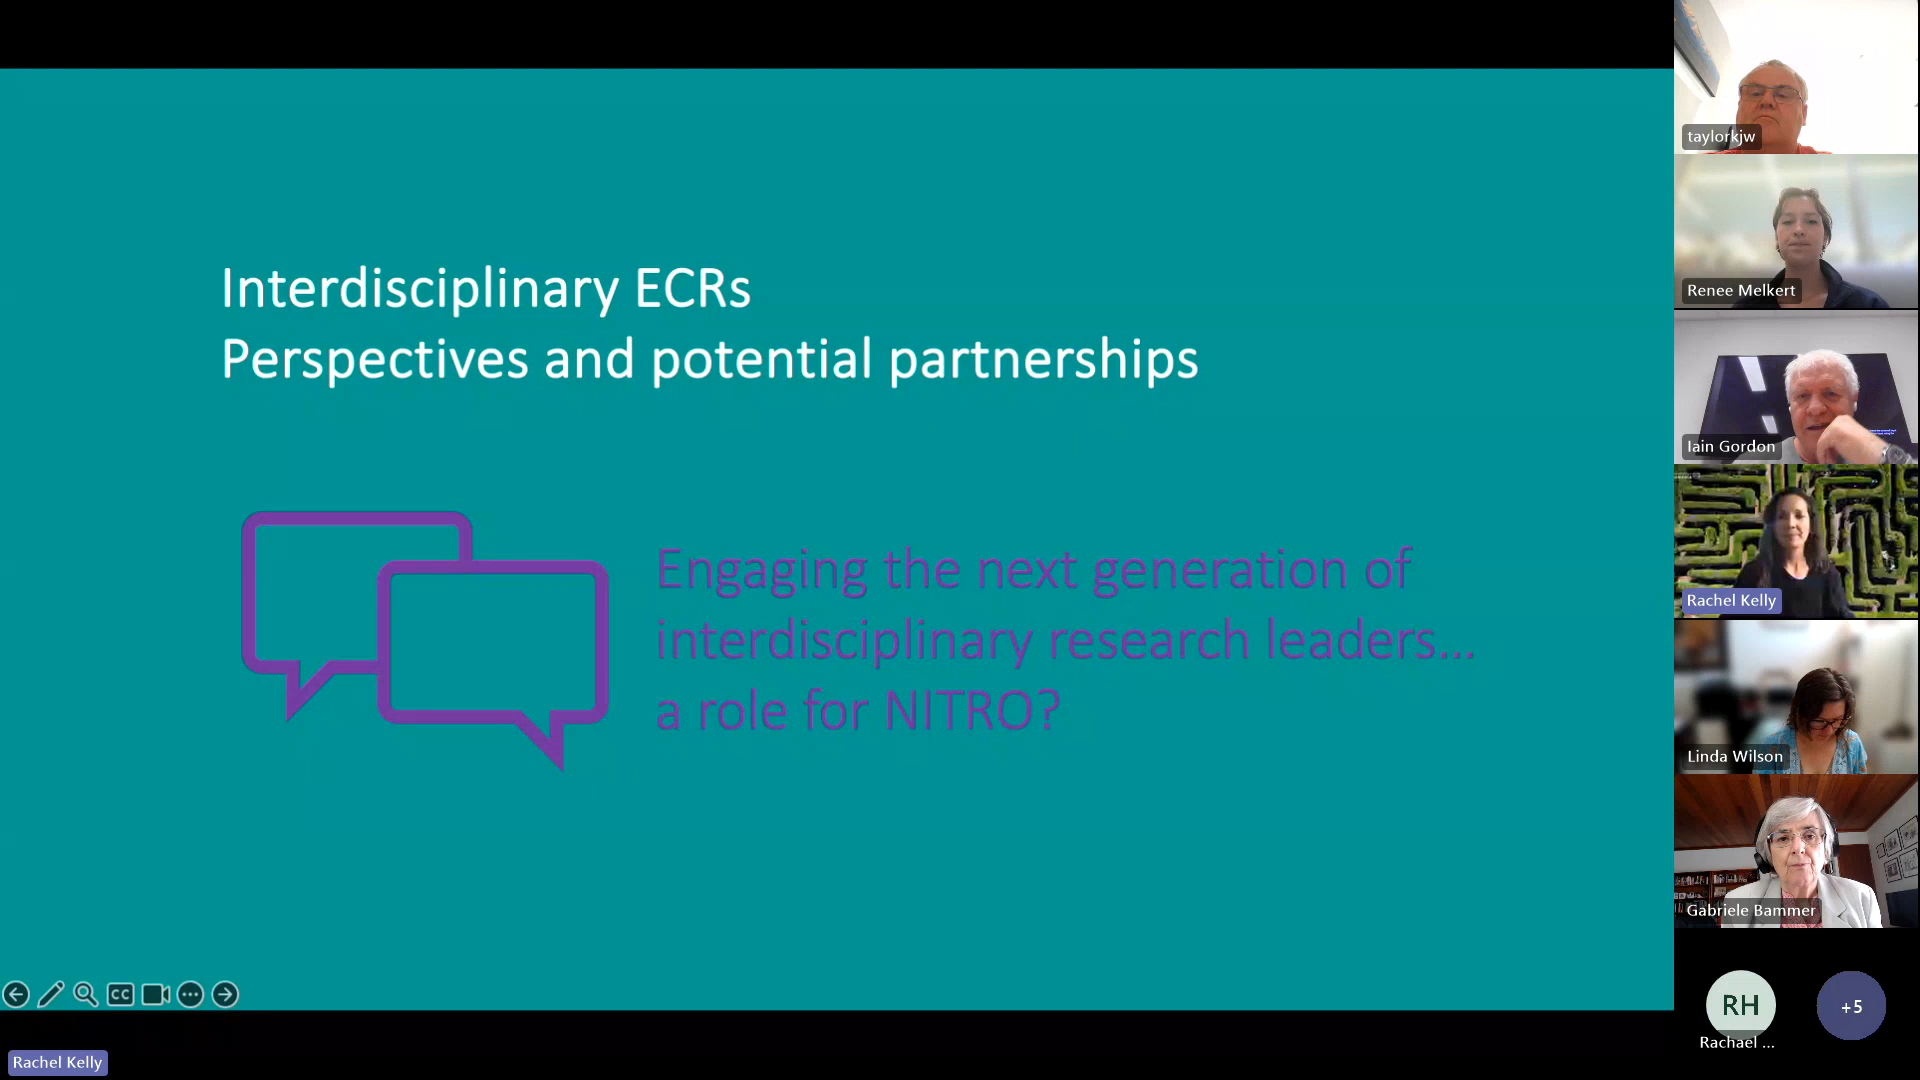 Interdisciplinary ECRs
Perspectives and potential partnerships
Engaging the next generation of
interdisciplinary research leaders...
a role for NITRO?
CC
Rachel Kelly
taylorkjw
Renee Melkert
Iain Gordon
Rachel Kelly
Linda Wilson
Gabriele Bammer
RH
+5
Rachael ...